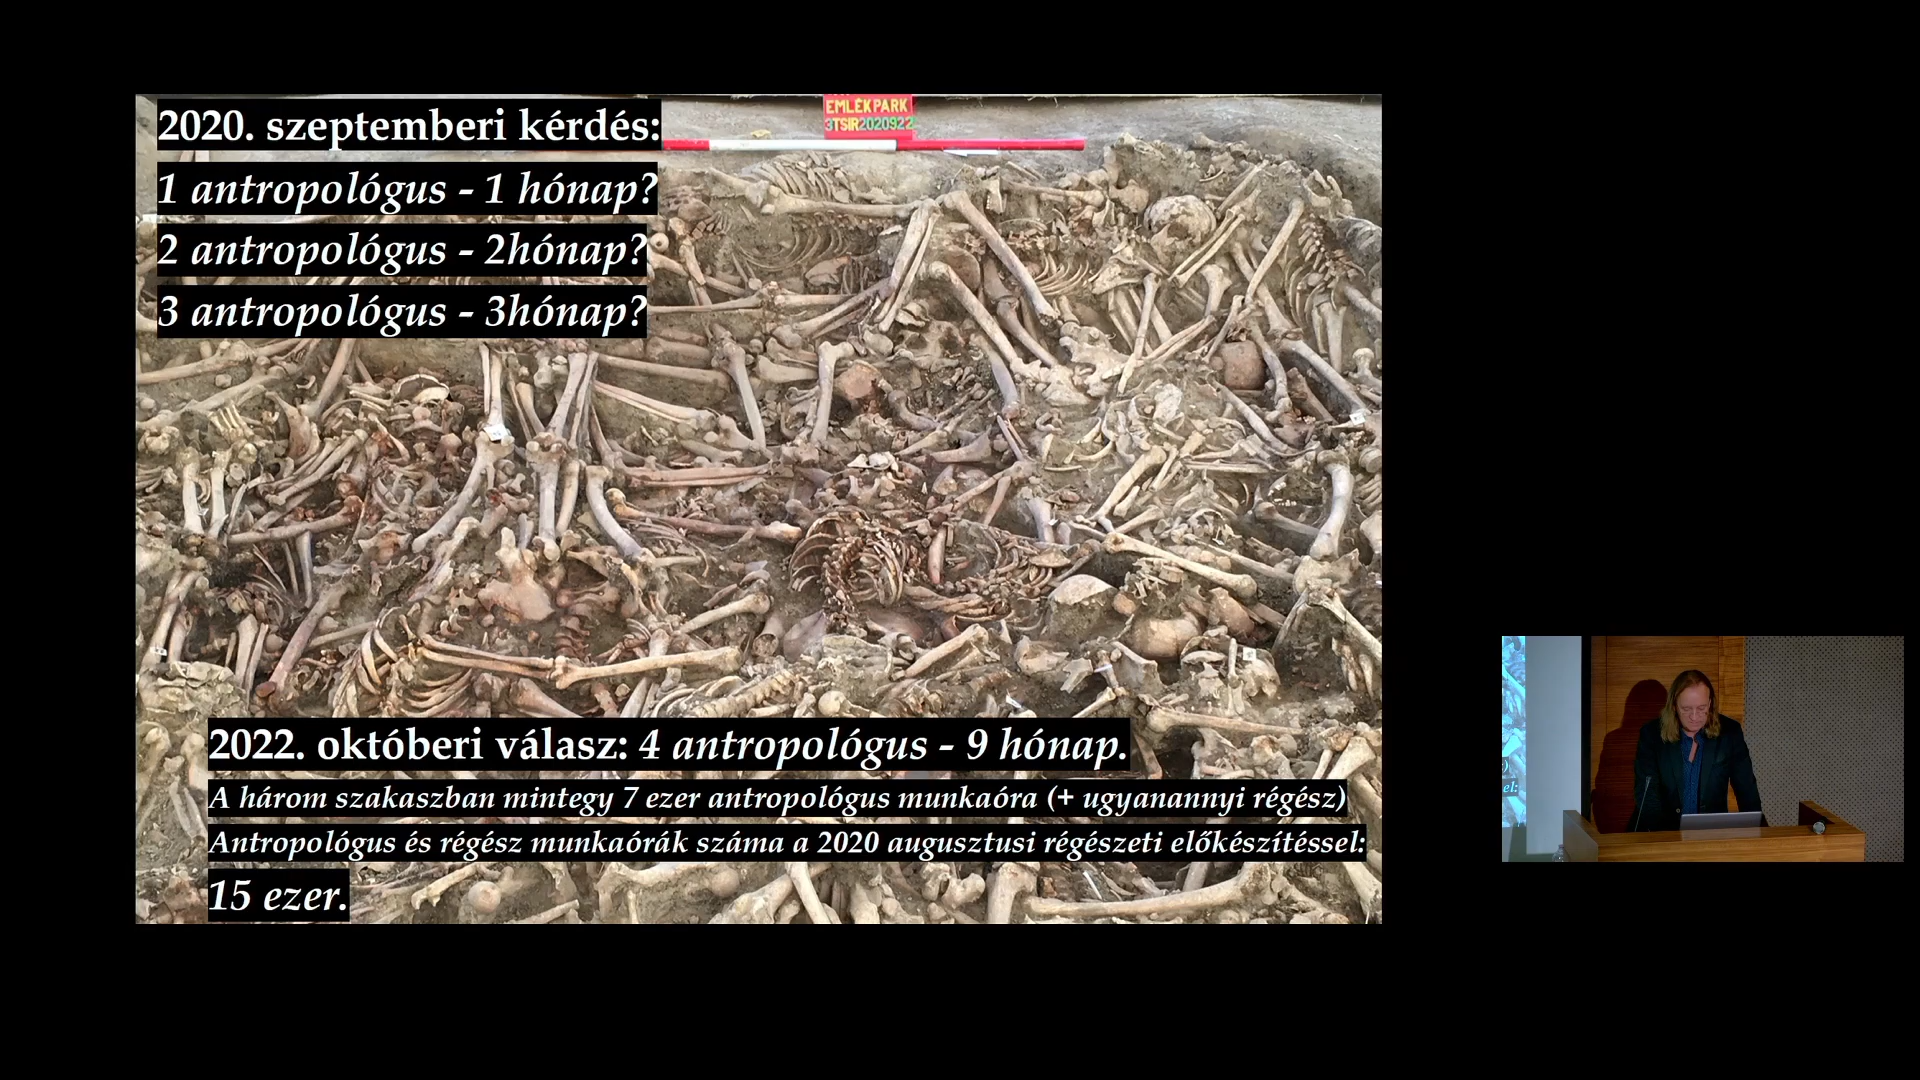 EMLÉKPARK
3TSIR2020922
2020. szeptemberi kérdés:
1 antropológus - 1 hónap?
2 antropológus - 2hónap?
3 antropológus - 3hónap?
2022. októberi válasz: 4 antropológus - 9 hónap.
A három szakaszban mintegy 7 ezer antropológus munkaóra (+ ugyanannyi régész)
Antropológus és régész munkaórák száma a 2020 augusztusi régészeti előkészítéssel:
15 ezer.
el: